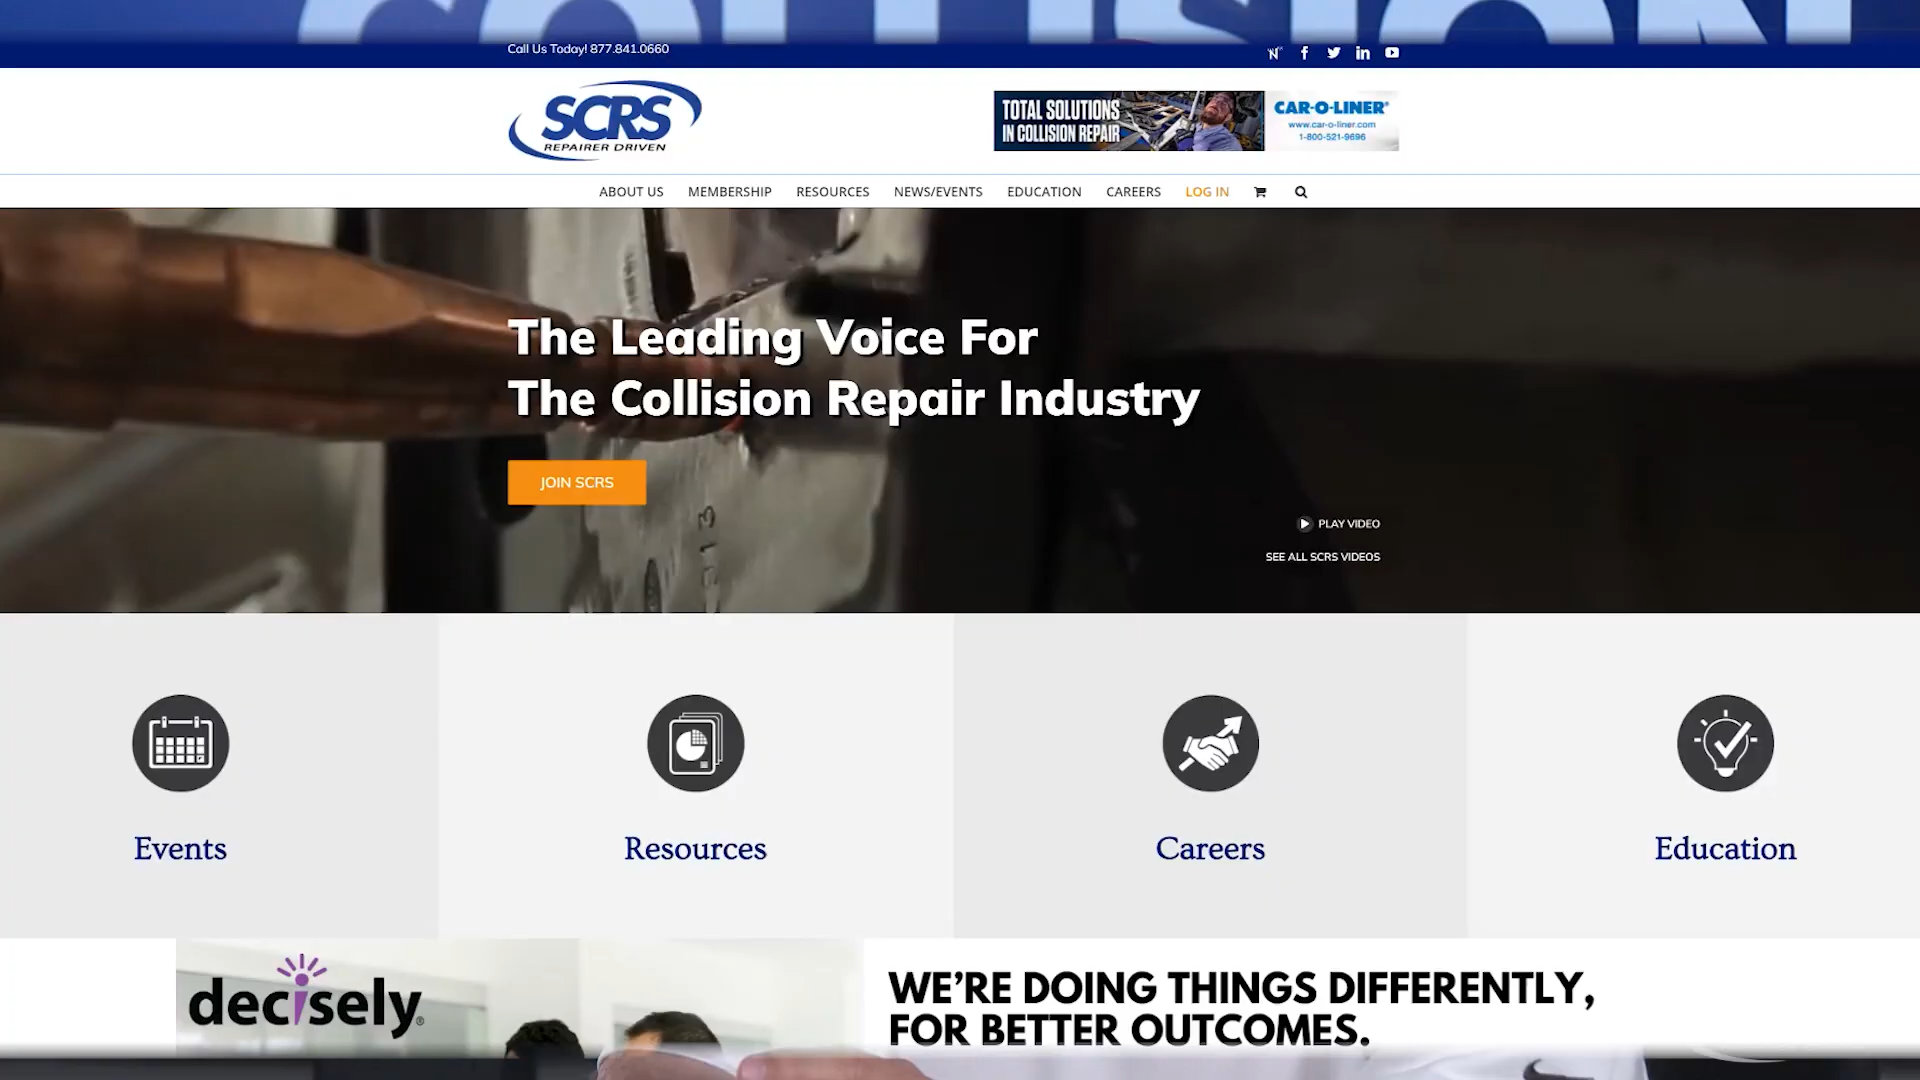 COLLISION
Call Us Today! 877.841.0660
SCRS
REPAIRER DRIVEN
TOTAL SOLUTIONS
IN COLLISION REPAIR
CAR-O-LINER®
www.car-o-liner.com
1-800-521-9696
ABOUT US MEMBERSHIP RESOURCES NEWS/EVENTS EDUCATION CAREERS LOG IN
The Leading Voice For
The Collision Repair Industry
JOIN SCRS
PLAY VIDEO
SEE ALL SCRS VIDEOS
Events Resources Careers Education
decisely®
WE’RE DOING THINGS DIFFERENTLY,
FOR BETTER OUTCOMES.